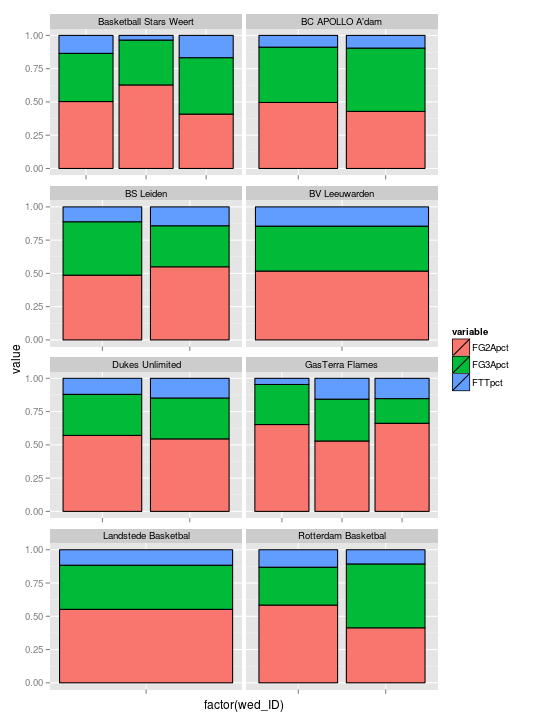 Basketball Stars Weert
BC APOLLO A'dam
1.00
0.75
0.50
0.25
0.00
BS Leiden
BV Leeuwarden
1.00
0.75
0.50
0.25
0.00
Dukes Unlimited
GasTerra Flames
1.00
0.75
0.50
0.25
0.00
Landstede Basketbal
Rotterdam Basketbal
1.00
0.75
0.50
0.25
0.00
value
factor(wed_ID)
variable
FG2Apct
FG3Apct
FTTpct